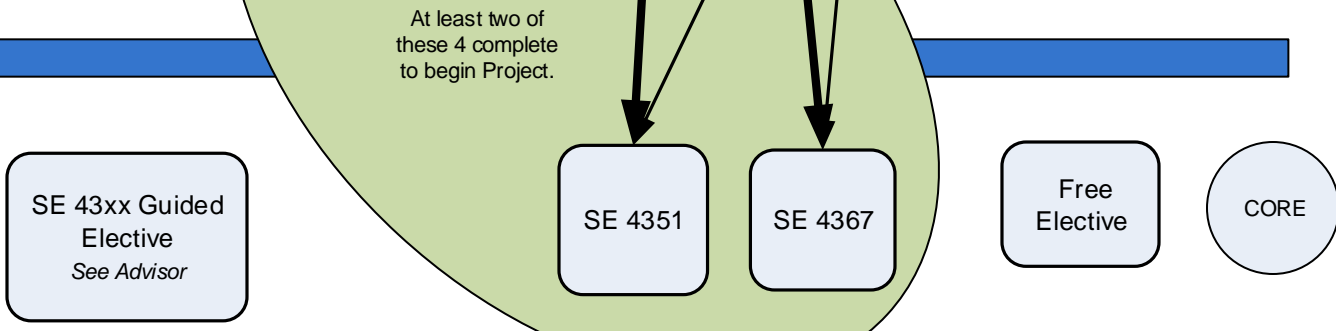 At least two of
these 4 complete
to begin Project.
SE 43xx Guided
Elective
See Advisor
SE 4351
SE 4367
Free
Elective
CORE